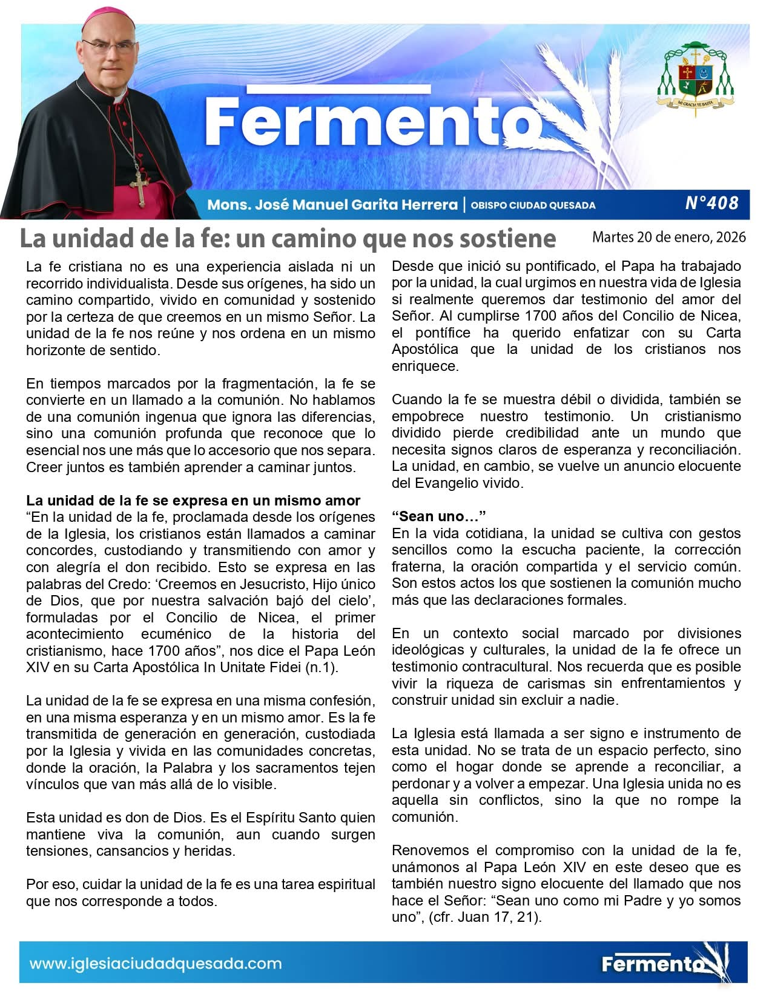 Fermento
MI GRACIA TE BASTA
Mons. José Manuel Garita Herrera | OBISPO CIUDAD QUESADA
N°408
La unidad de la fe: un camino que nos sostiene
Martes 20 de enero, 2026
La fe cristiana no es una experiencia aislada ni un
recorrido individualista. Desde sus orígenes, ha sido un
camino compartido, vivido en comunidad y sostenido
por la certeza de que creemos en un mismo Señor. La
unidad de la fe nos reúne y nos ordena en un mismo
horizonte de sentido.
En tiempos marcados por la fragmentación, la fe se
convierte en un llamado a la comunión. No hablamos
de una comunión ingenua que ignora las diferencias,
sino una comunión profunda que reconoce que lo
esencial nos une más que lo accesorio que nos separa.
Creer juntos es también aprender a caminar juntos.
La unidad de la fe se expresa en un mismo amor
“En la unidad de la fe, proclamada desde los orígenes
de la Iglesia, los cristianos están llamados a caminar
concordes, custodiando y transmitiendo con amor y
con alegría el don recibido. Esto se expresa en las
palabras del Credo: ‘Creemos en Jesucristo, Hijo único
de Dios, que por nuestra salvación bajó del cielo’,
formuladas por el Concilio de Nicea, el primer
acontecimiento ecuménico de la historia del
cristianismo, hace 1700 años”, nos dice el Papa León
XIV en su Carta Apostólica In Unitate Fidei (n.1).
La unidad de la fe se expresa en una misma confesión,
en una misma esperanza y en un mismo amor. Es la fe
transmitida de generación en generación, custodiada
por la Iglesia y vivida en las comunidades concretas,
donde la oración, la Palabra y los sacramentos tejen
vínculos que van más allá de lo visible.
Esta unidad es don de Dios. Es el Espíritu Santo quien
mantiene viva la comunión, aun cuando surgen
tensiones, cansancios y heridas.
Por eso, cuidar la unidad de la fe es una tarea espiritual
que nos corresponde a todos.
Desde que inició su pontificado, el Papa ha trabajado
por la unidad, la cual urgimos en nuestra vida de Iglesia
si realmente queremos dar testimonio del amor del
Señor. Al cumplirse 1700 años del Concilio de Nicea,
el pontífice ha querido enfatizar con su Carta
Apostólica que la unidad de los cristianos nos
enriquece.
Cuando la fe se muestra débil o dividida, también se
empobrece nuestro testimonio. Un cristianismo
dividido pierde credibilidad ante un mundo que
necesita signos claros de esperanza y reconciliación.
La unidad, en cambio, se vuelve un anuncio elocuente
del Evangelio vivido.
“Sean uno…”
En la vida cotidiana, la unidad se cultiva con gestos
sencillos como la escucha paciente, la corrección
fraterna, la oración compartida y el servicio común.
Son estos actos los que sostienen la comunión mucho
más que las declaraciones formales.
En un contexto social marcado por divisiones
ideológicas y culturales, la unidad de la fe ofrece un
testimonio contracultural. Nos recuerda que es posible
vivir la riqueza de carismas sin enfrentamientos y
construir unidad sin excluir a nadie.
La Iglesia está llamada a ser signo e instrumento de
esta unidad. No se trata de un espacio perfecto, sino
como el hogar donde se aprende a reconciliar, a
perdonar y a volver a empezar. Una Iglesia unida no es
aquella sin conflictos, sino la que no rompe la
comunión.
Renovemos el compromiso con la unidad de la fe,
unámonos al Papa León XIV en este deseo que es
también nuestro signo elocuente del llamado que nos
hace el Señor: “Sean uno como mi Padre y yo somos
uno”, (cfr. Juan 17, 21).
www.iglesiaciudadquesada.com
Fermento